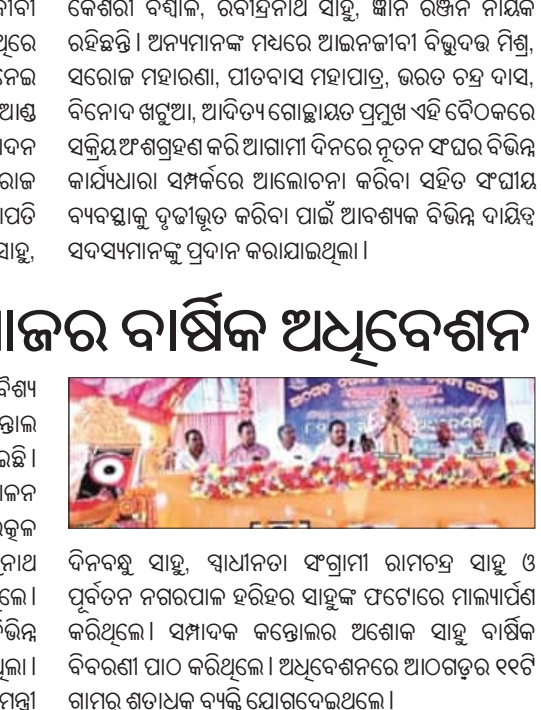 କେଶରୀ ବିଶ୍ୱାଳ, ରବୀନ୍ଦ୍ରନାଥ ସାହୁ, ଜ୍ଞାନ ରଞ୍ଜନ ନାୟକ
ରହିଛନ୍ତି । ଅନ୍ୟମାନଙ୍କ ମଧ୍ୟରେ ଆଇନଜୀବୀ ବିଭୁଦତ୍ତ ମିଶ୍ର,
ସରୋଜ ମହାରଣା, ପୀତବାସ ମହାପାତ୍ର, ଭରତ ଚନ୍ଦ୍ର ଦାସ,
ବିନୋଦ ଖଟୁଆ, ଆଦିତ୍ୟ ଗୋଚ୍ଛାୟତ ପ୍ରମୁଖ ଏହି ବୈଠକରେ
ସକ୍ରିୟ ଅଂଶଗ୍ରହଣ କରି ଆଗାମୀ ଦିନରେ ନୂତନ ସଂଘର ବିଭିନ୍ନ
କାର୍ଯ୍ୟଧାରା ସମ୍ପର୍କରେ ଆଲୋଚନା କରିବା ସହିତ ସଂଘୀୟ
ବ୍ୟବସ୍ଥାକୁ ଦୃଢୀଭୂତ କରିବା ପାଇଁ ଆବଶ୍ୟକ ବିଭିନ୍ନ ଦାୟିତ୍ୱ
ସାହୁ, ସଦସ୍ୟମାନଙ୍କୁ ପ୍ରଦାନ କରାଯାଇଥିଲା ।
ବାର୍ଷିକ ଅଧିବେଶନ
ଦିନବନ୍ଧୁ ସାହୁ, ସ୍ୱାଧୀନତା ସଂଗ୍ରାମୀ ରାମଚନ୍ଦ୍ର ସାହୁ ଓ
ପୂର୍ବତନ ନଗରପାଳ ହରିହର ସାହୁଙ୍କ ଫଟୋରେ ମାଲ୍ୟାର୍ପଣ
କରିଥିଲେ । ସମ୍ପାଦକ କନ୍ତୋଲର ଅଶୋକ ସାହୁ ବାର୍ଷିକ
ବିବରଣୀ ପାଠ କରିଥିଲେ । ଅଧିବେଶନରେ ଆଠଗଡ଼ର ୧୧ଟି
ଗାମର ଶତାଧିକ ବ୍ୟକ୍ତି ଯୋଗଦେଇଥିଲେ ।